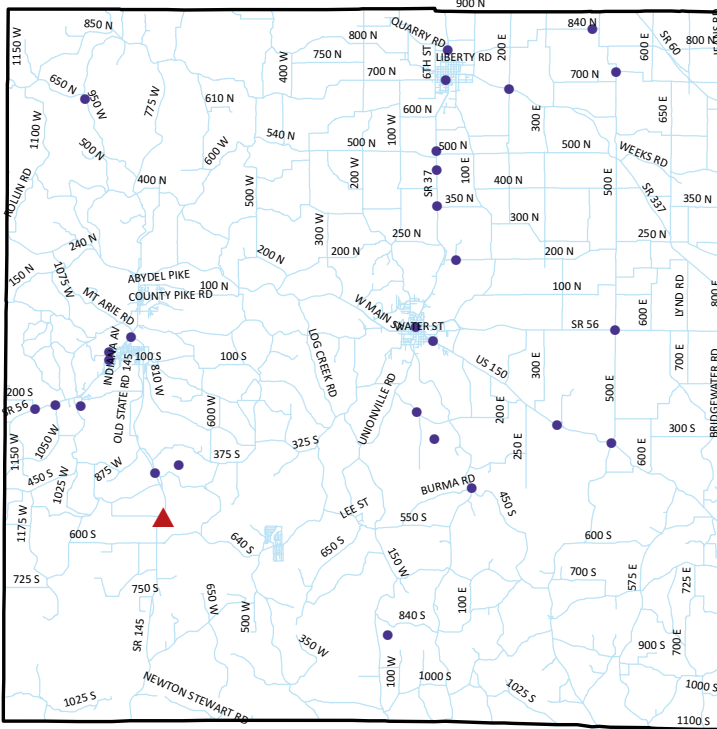 900 N
850 N
QUARRY RD
840 N
1150 W
800 N
6TH ST
200 E
600 E
SR 60
800 N
750 N
LIBERTY RD
400 W
700 N
700 N
650 N
950 W
775 W
610 N
600 N
300 E
650 E
1100 W
540 N
100 W
500 N
500 N
500 N
500 N
600 W
WEEKS RD
200 W
100 E
400 N
500 W
SR 37
400 N
500 E
SR 337
ROLLIN RD
350 N
350 N
300 W
300 N
240 N
250 N
250 N
200 N
200 N
200 N
150 N
1075 W
ABYDEL PIKE
100 N
COUNTY PIKE RD
100 N
LYND RD
800 E
MT ARIE RD
W MAIN ST
WATER ST
SR 56
600 E
INDIANA AV
100 S
100 S
LOG CREEK RD
US 150
300 E
700 E
OLD STATE RD 145
810 W
200 S
SR 56
600 W
UNIONVILLE RD
200 E
500 E
BRIDGEWATER RD
1050 W
1150 W
325 S
300 S
250 E
600 E
375 S
450 S
1025 W
875 W
BURMA RD
450 S
1175 W
LEE ST
550 S
600 S
640 S
650 S
600 S
150 W
700 S
575 E
725 E
725 S
750 S
650 W
500 W
100 E
840 S
SR 145
350 W
900 S
700 E
100 W
1000 S
1000 S
NEWTON STEWART RD
1025 S
1025 S
1100 S